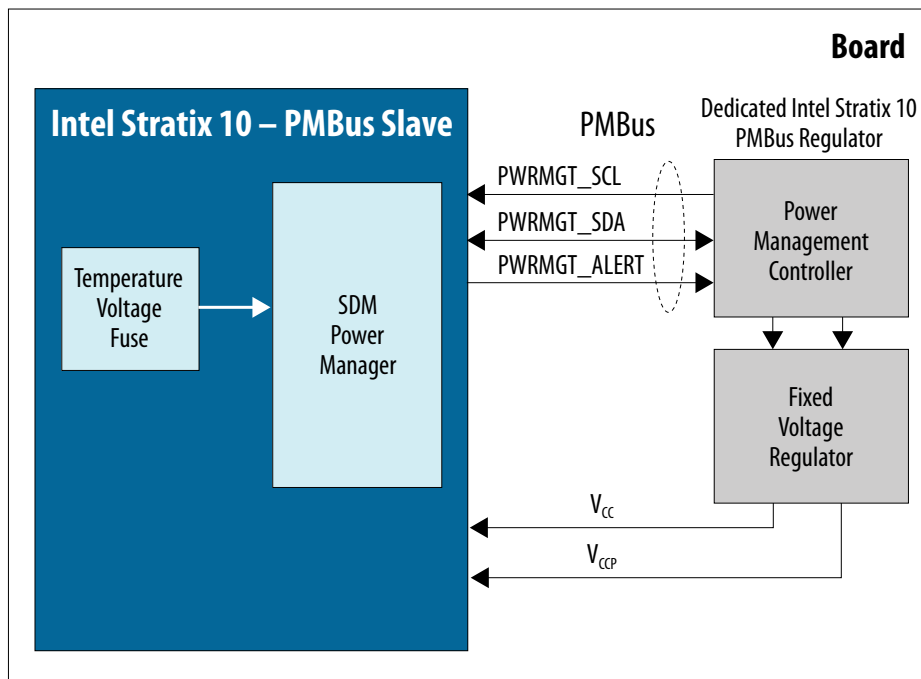 Board
Intel Stratix 10 – PMBus Slave
PMBus
Dedicated Intel Stratix 10
PMBus Regulator
PWRMGT_SCL
PWRMGT_SDA
PWRMGT_ALERT
Power
Management
Controller
Temperature
Voltage
Fuse
SDM
Power
Manager
Fixed
Voltage
Regulator
VCC
VCCP